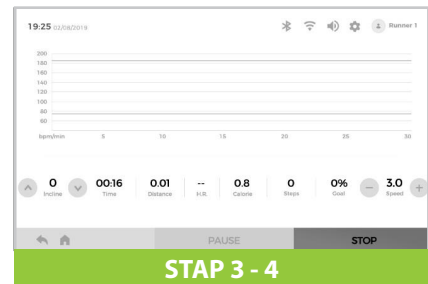 19:25 02/08/2019 Runner 1
200
180
160
140
120
100
80
60
bpm/min 5 10 15 20 25 30
0 00:16 0.01 -- 0.8 0 0% 3.0
Incline Time Distance H.R. Calorie Steps Goal Speed
PAUSE STOP
STAP 3 - 4